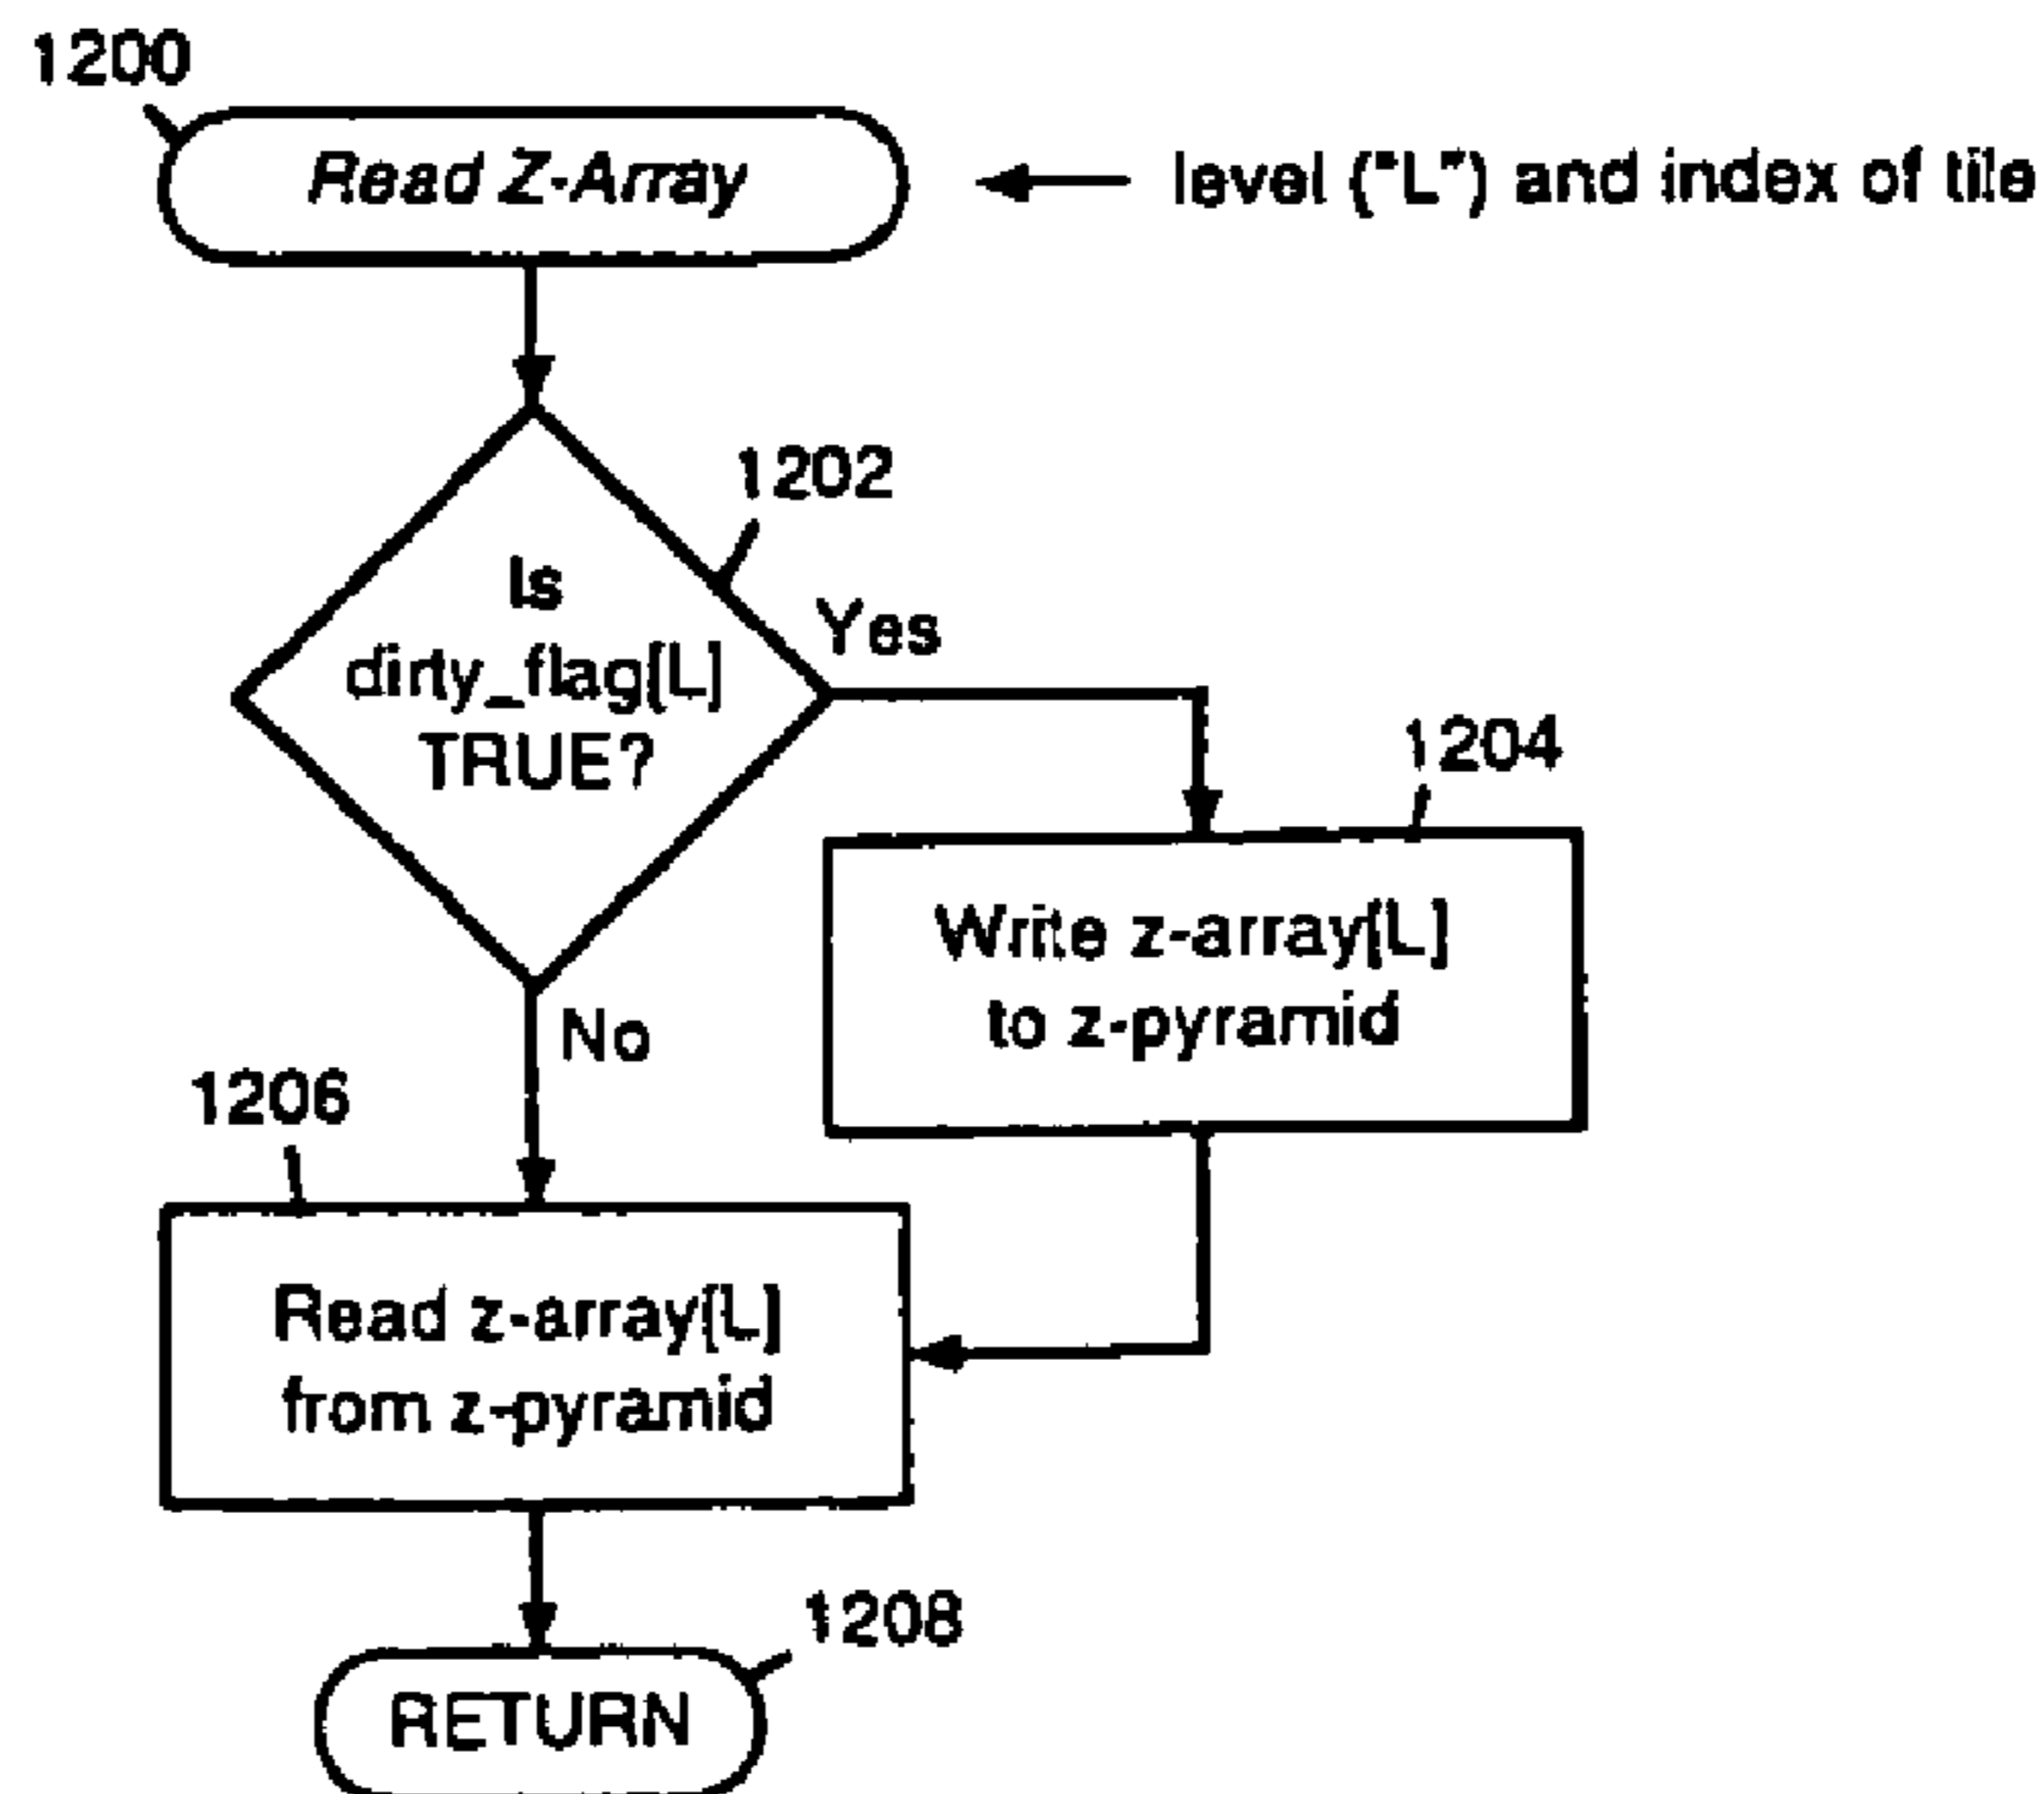 1200
Read Z-Array
level ("L") and index of tile
1202
Is
dirty_flag[L]
TRUE?
Yes
1204
Write z-array[L]
to z-pyramid
No
1206
Read z-array[L]
from z-pyramid
1208
RETURN